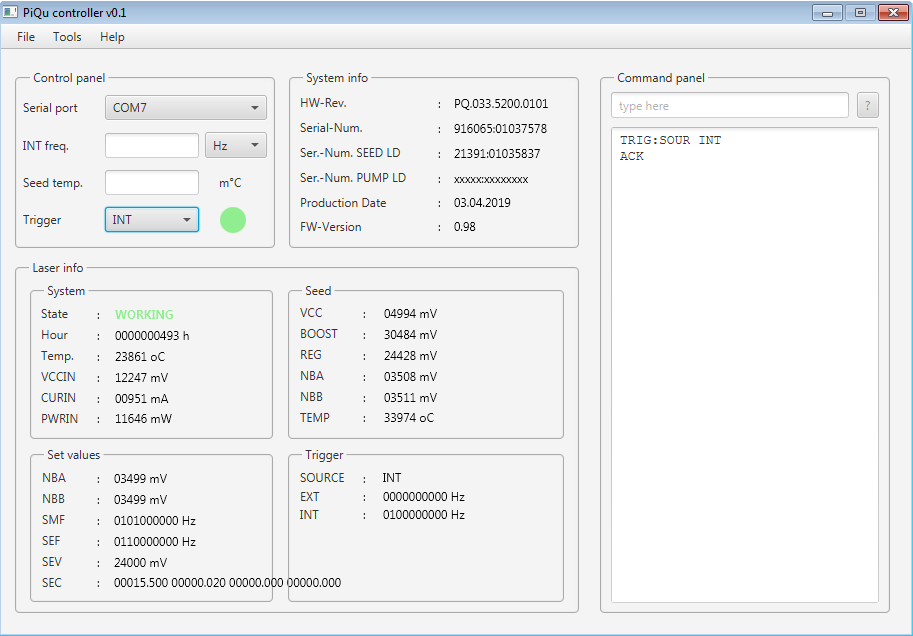 PiQu controller v0.1
File Tools Help
Control panel
Serial port COM7
INT freq. Hz
Seed temp. m°C
Trigger INT
System info
HW-Rev. : PQ.033.5200.0101
Serial-Num. : 916065:01037578
Ser.-Num. SEED LD : 21391:01035837
Ser.-Num. PUMP LD : xxxxx:xxxxxxxx
Production Date : 03.04.2019
FW-Version : 0.98
Command panel
type here ?
TRIG:SOUR INT
ACK
Laser info
System
State : WORKING
Hour : 0000000493 h
Temp. : 23861 oC
VCCIN : 12247 mV
CURIN : 00951 mA
PWRIN : 11646 mW
Seed
VCC : 04994 mV
BOOST : 30484 mV
REG : 24428 mV
NBA : 03508 mV
NBB : 03511 mV
TEMP : 33974 oC
Set values
NBA : 03499 mV
NBB : 03499 mV
SMF : 0101000000 Hz
SEF : 0110000000 Hz
SEV : 24000 mV
SEC : 00015.500 00000.020 00000.000 00000.000
Trigger
SOURCE : INT
EXT : 0000000000 Hz
INT : 0100000000 Hz